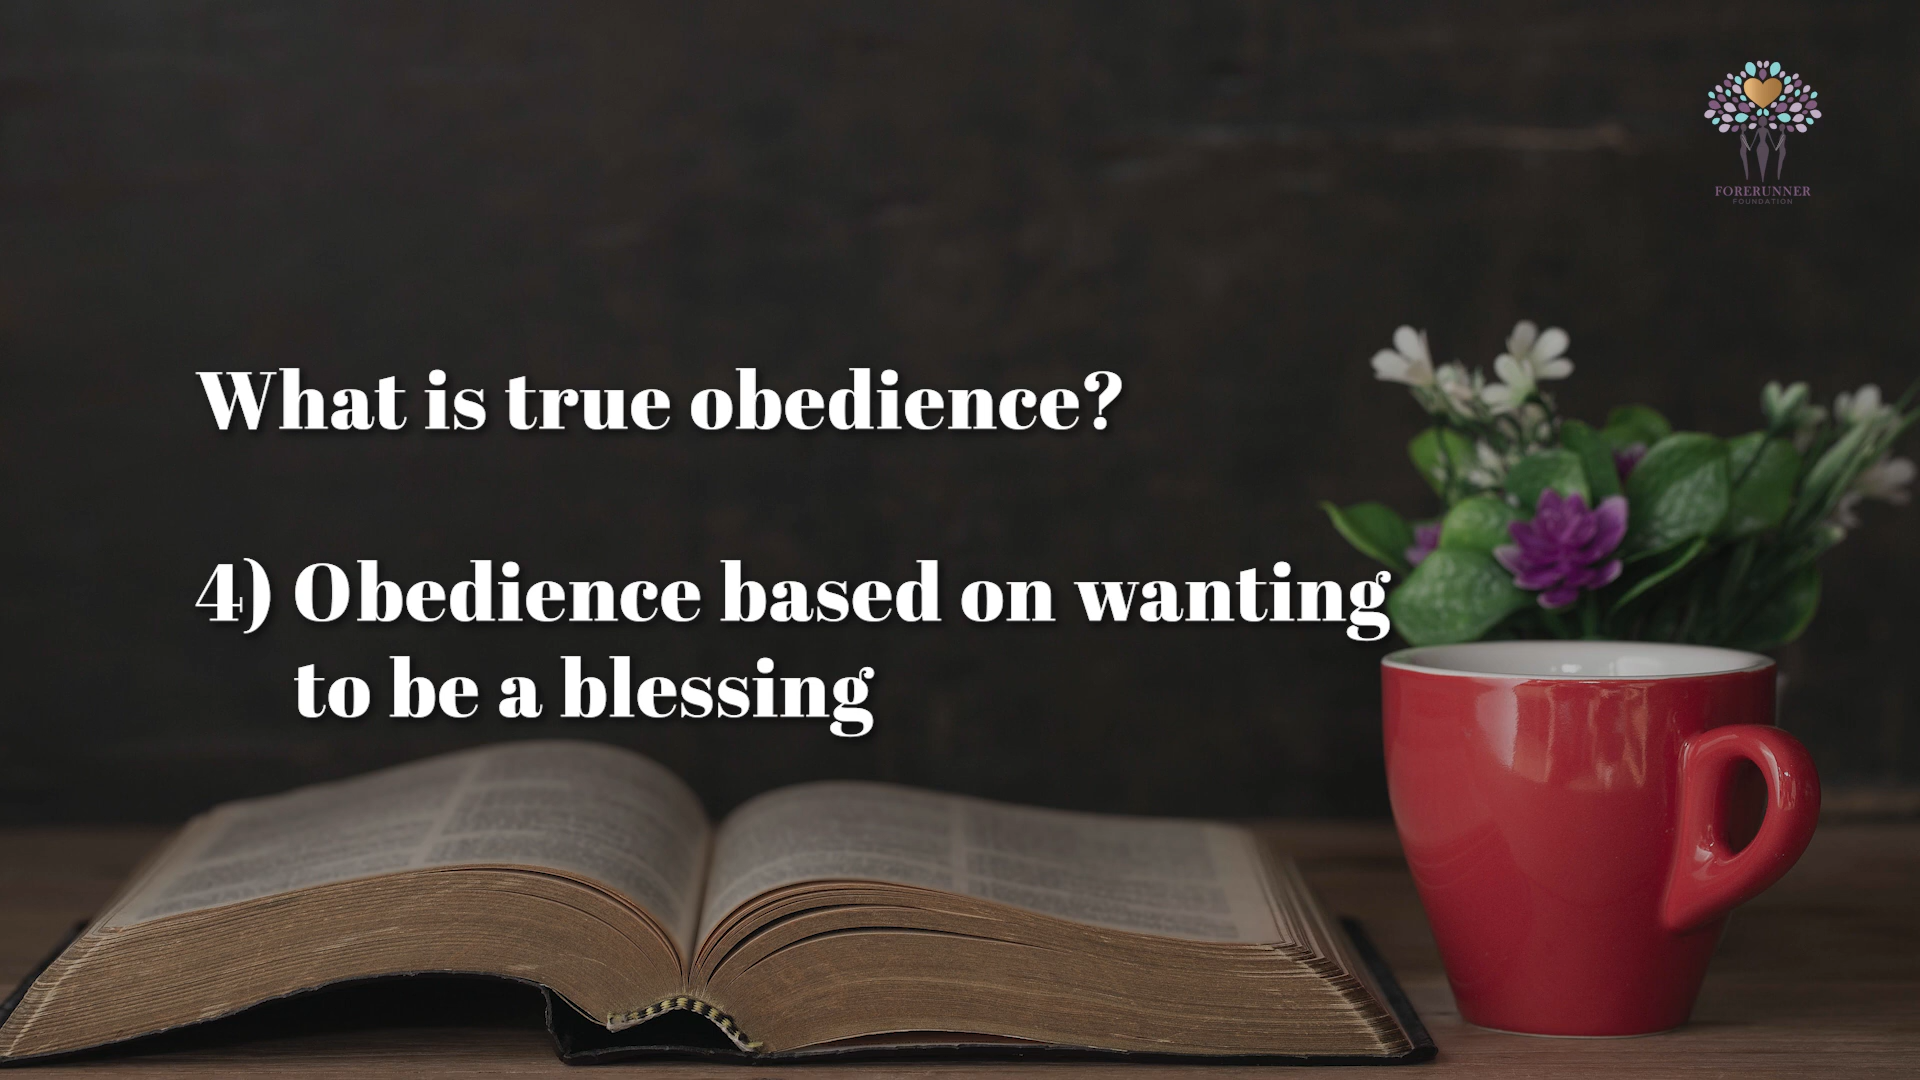 FORERUNNER
FOUNDATION
What is true obedience?
4) Obedience based on wanting
to be a blessing